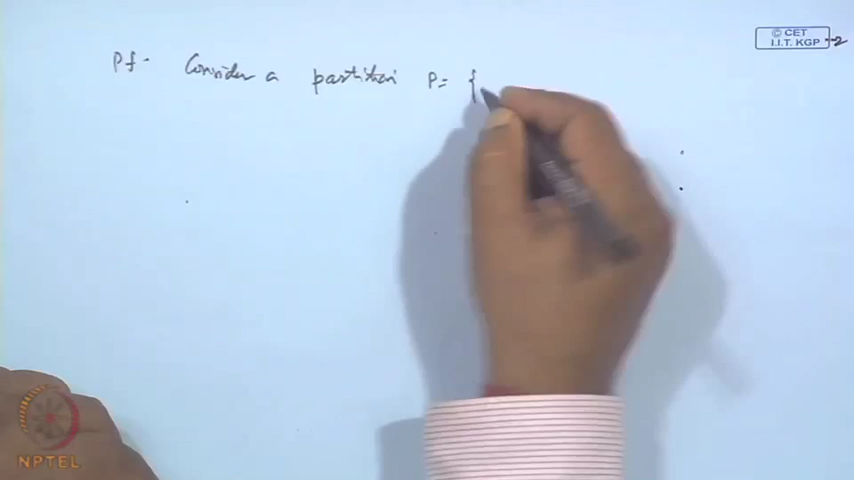 © CET
I.I.T. KGP
Pf. Consider a partition P = {
NPTEL